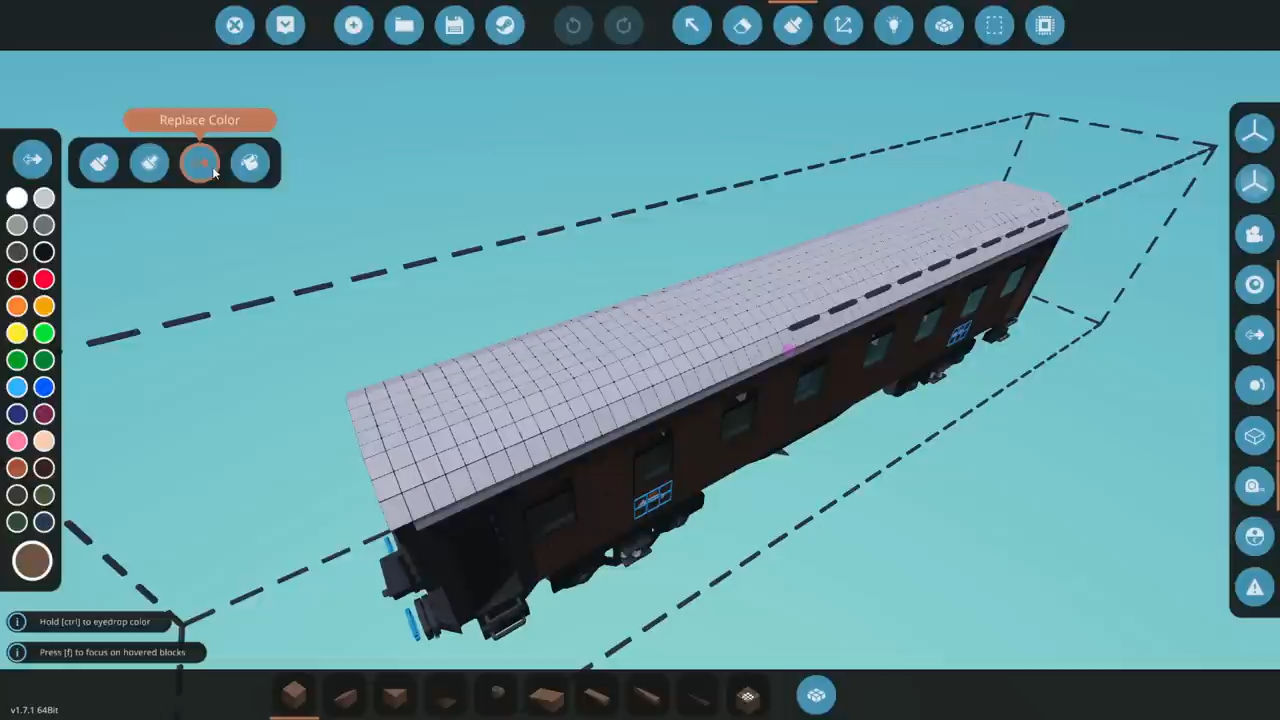 Replace Color
Hold [ctrl] to eyedrop color
Press [f] to focus on hovered blocks
v1.7.1 64Bit